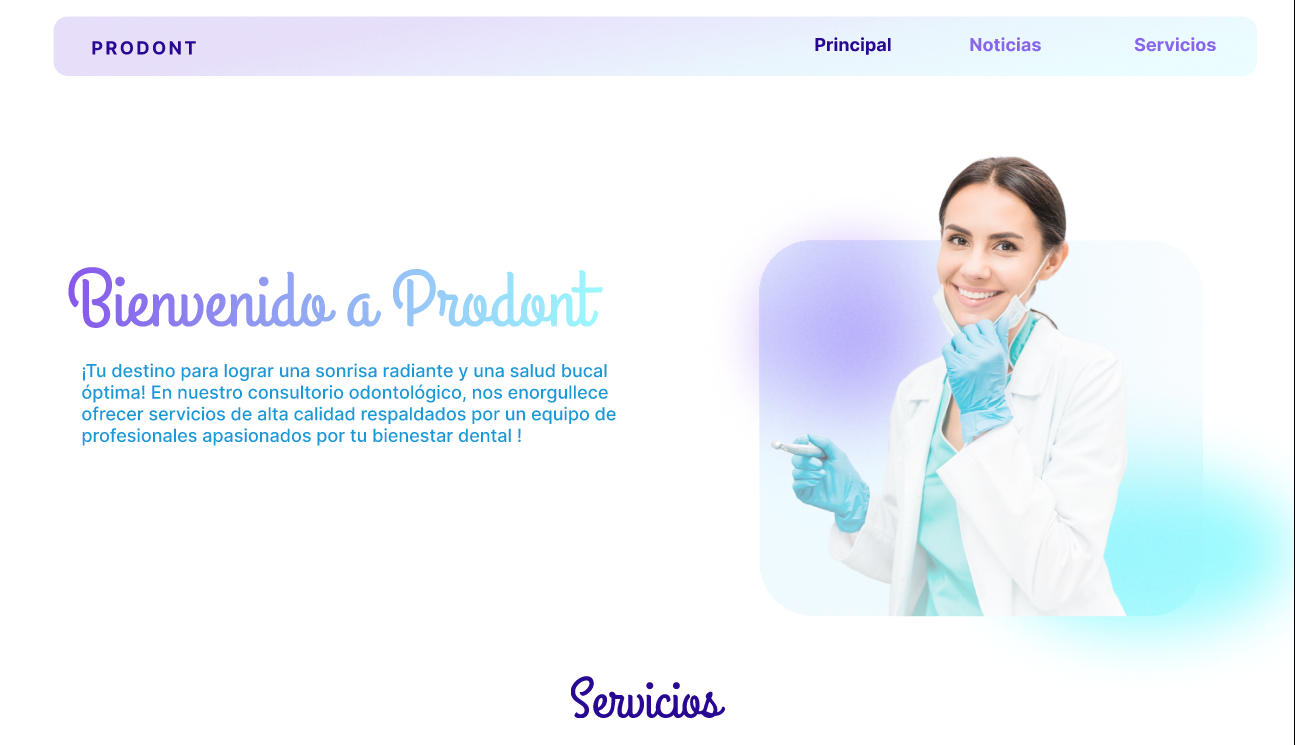 PRODONT
Principal
Noticias
Servicios
Bienvenido a Prodont
¡Tu destino para lograr una sonrisa radiante y una salud bucal
óptima! En nuestro consultorio odontológico, nos enorgullece
ofrecer servicios de alta calidad respaldados por un equipo de
profesionales apasionados por tu bienestar dental !
Servicios